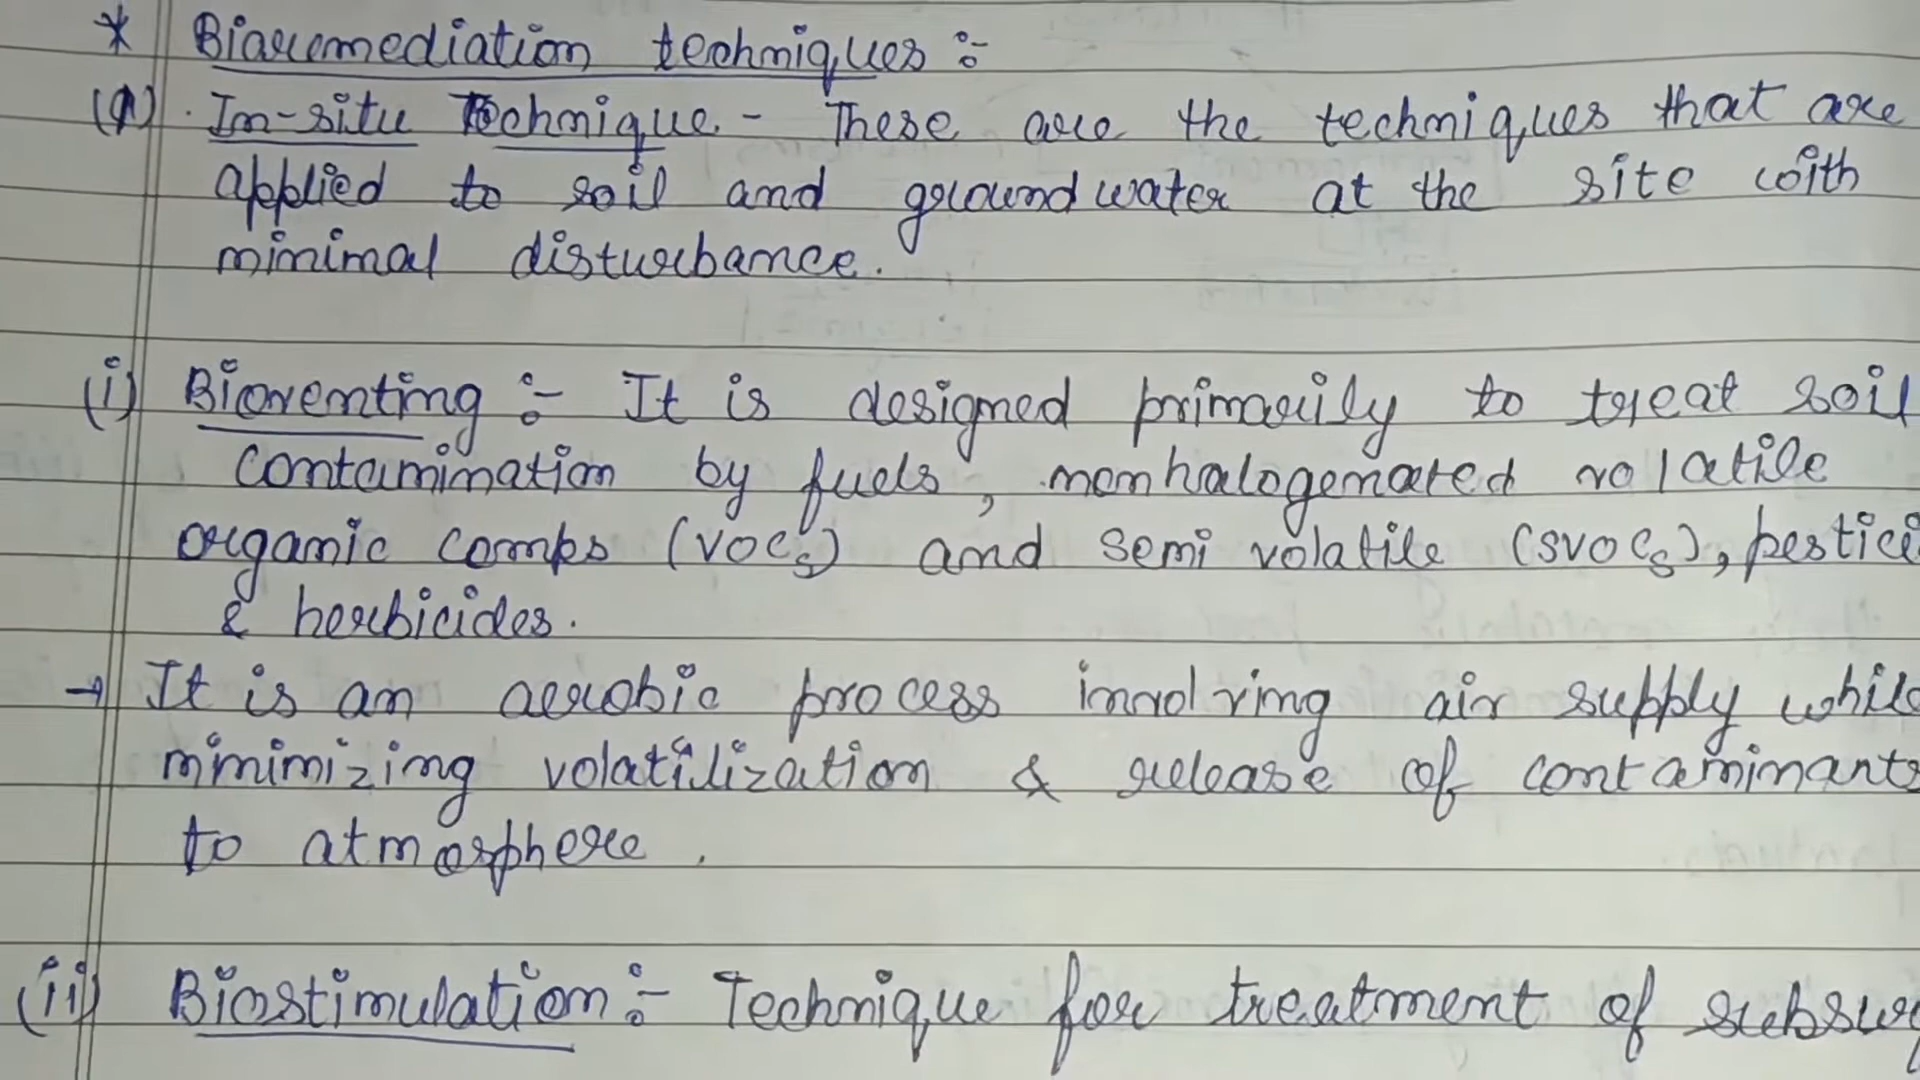 * Bioremediation techniques :-
(A) In-situ Technique - These are the techniques that are
applied to soil and groundwater at the site with
minimal disturbance.
(i) Bioventing :- It is designed primarily to treat soil
contamination by fuels, nonhalogenated volatile
organic comps (VOCs) and semi volatile (SVOCs), pestici
& herbicides.
→ It is an aerobic process involving air supply while
minimizing volatilization & release of contaminants
to atmosphere.
(ii) Biostimulation :- Technique for treatment of subsur